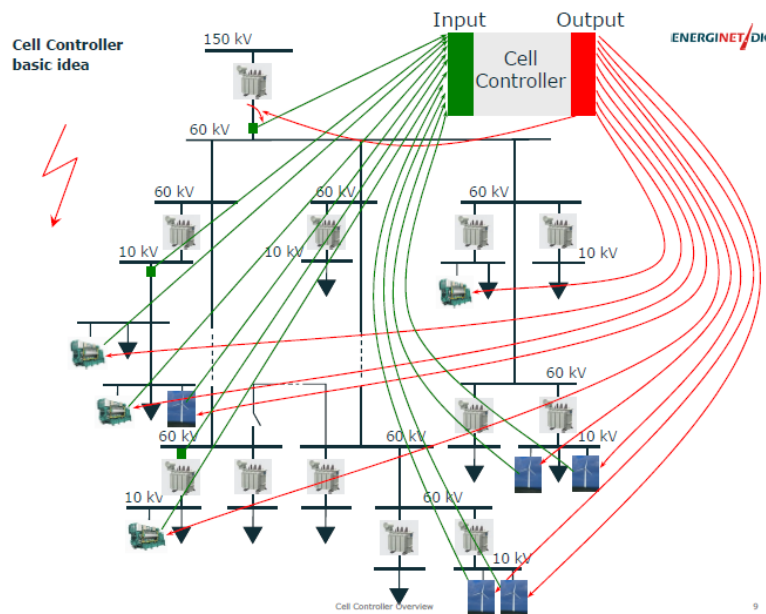 Input
Output
ENERGINET/DK
Cell Controller
basic idea
150 kV
Cell
Controller
60 kV
60 kV
60 kV
60 kV
10 kV
10 kV
10 kV
60 kV
60 kV
60 kV
10 kV
10 kV
60 kV
10 kV
Cell Controller Overview
9